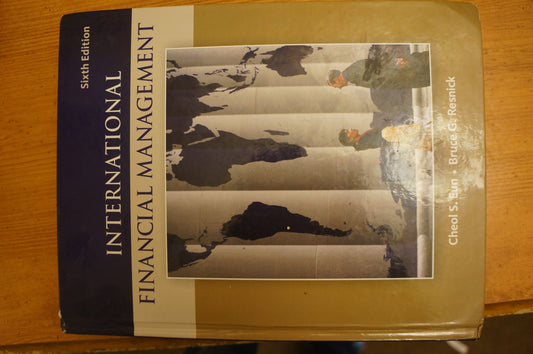 Sixth Edition
INTERNATIONAL
FINANCIAL MANAGEMENT
Cheol S. Eun • Bruce G. Resnick